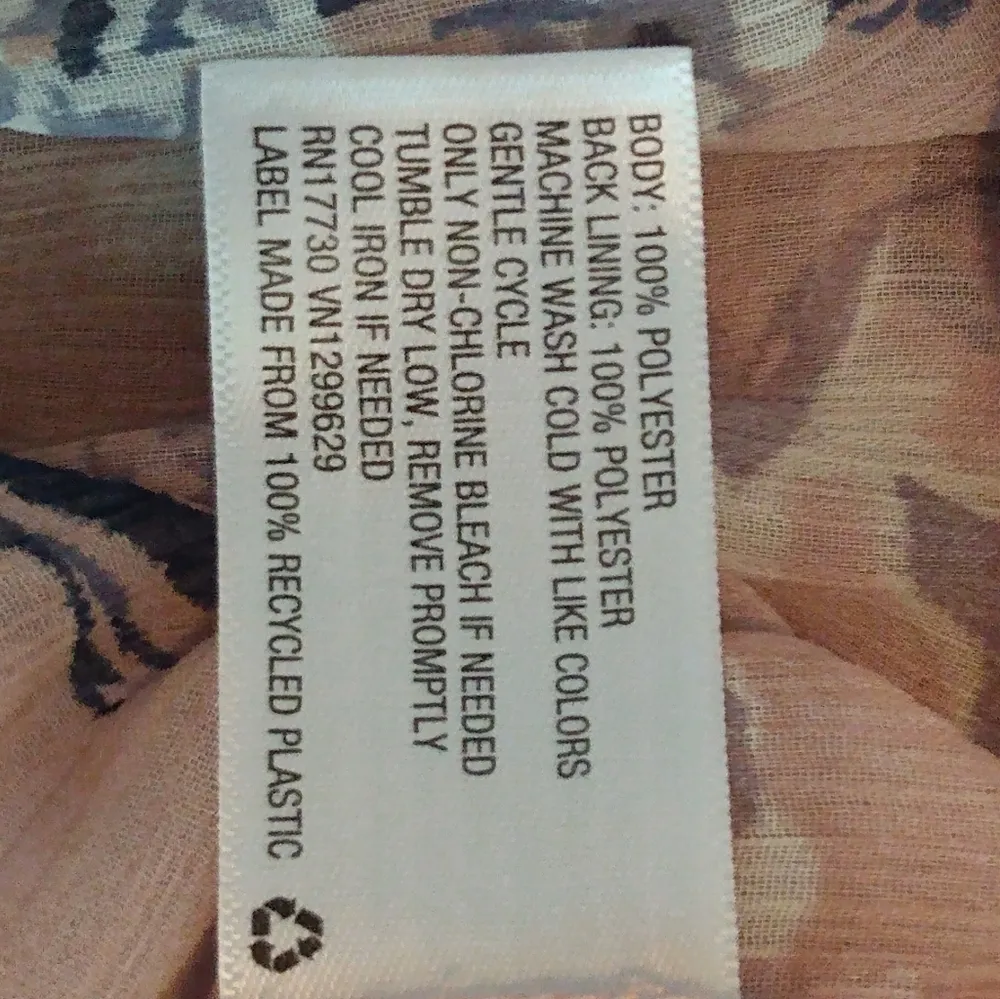 BODY: 100% POLYESTER
BACK LINING: 100% POLYESTER
MACHINE WASH COLD WITH LIKE COLORS
GENTLE CYCLE
ONLY NON-CHLORINE BLEACH IF NEEDED
TUMBLE DRY LOW, REMOVE PROMPTLY
COOL IRON IF NEEDED
RN17730 VN1299629
LABEL MADE FROM 100% RECYCLED PLASTIC